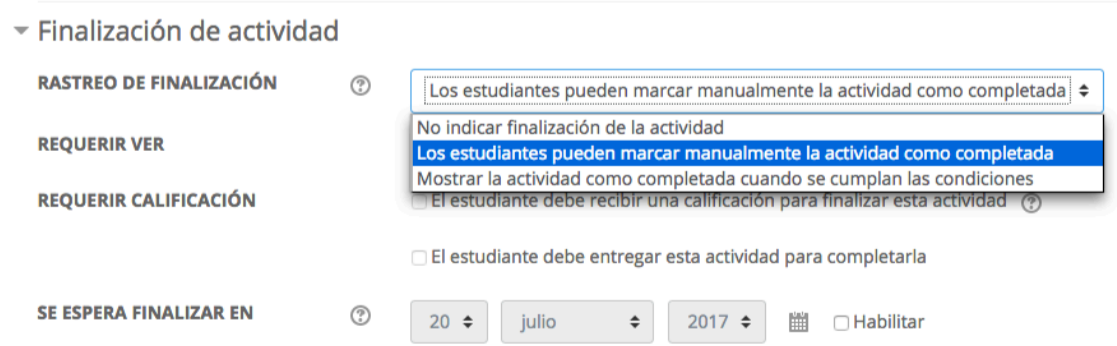 Finalización de actividad
RASTREO DE FINALIZACIÓN
Los estudiantes pueden marcar manualmente la actividad como completada
No indicar finalización de la actividad
REQUERIR VER
Los estudiantes pueden marcar manualmente la actividad como completada
Mostrar la actividad como completada cuando se cumplan las condiciones
REQUERIR CALIFICACIÓN
El estudiante debe recibir una calificación para finalizar esta actividad
El estudiante debe entregar esta actividad para completarla
SE ESPERA FINALIZAR EN
20 julio 2017 Habilitar